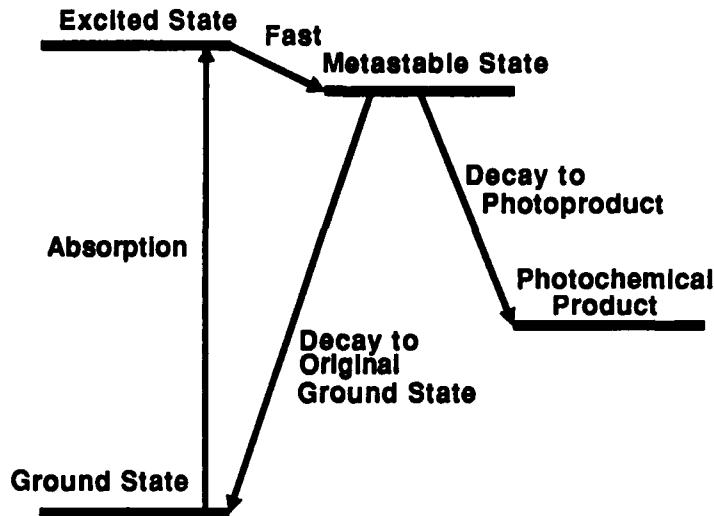 Excited State
Fast
Metastable State
Absorption
Decay to
Photoproduct
Photochemical
Product
Decay to
Original
Ground State
Ground State